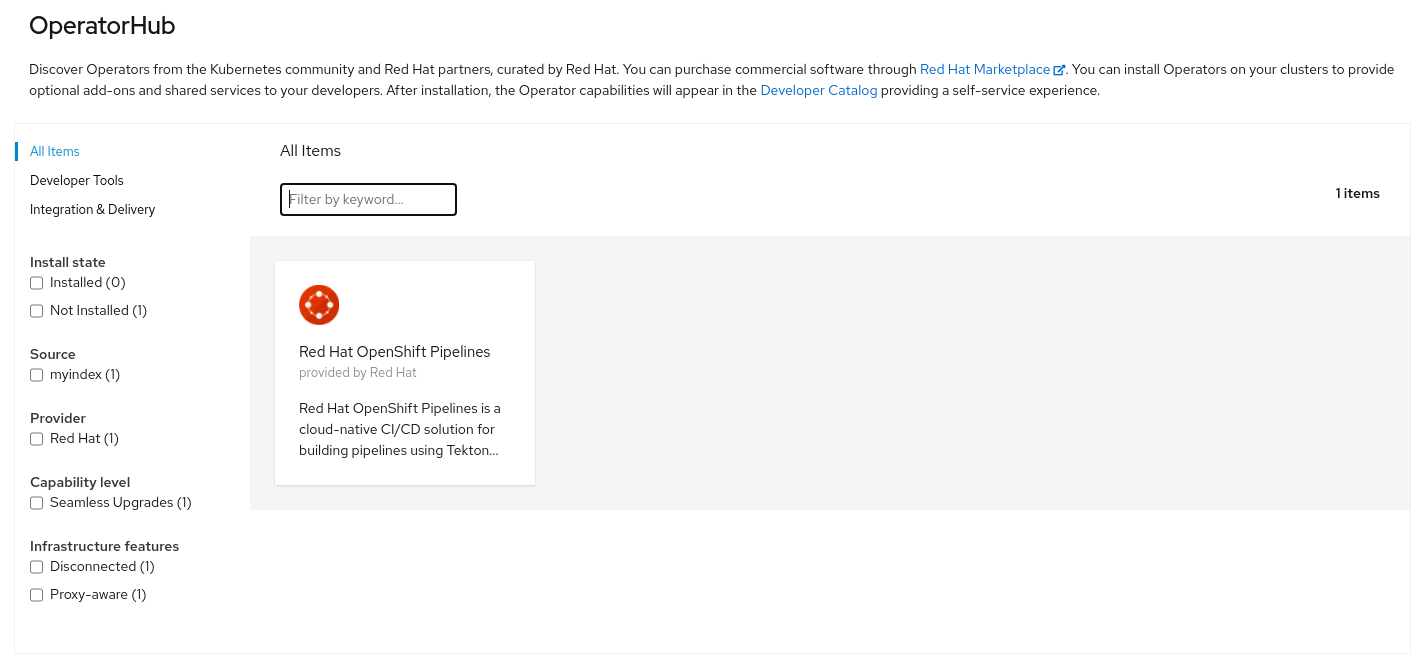 OperatorHub
Discover Operators from the Kubernetes community and Red Hat partners, curated by Red Hat. You can purchase commercial software through Red Hat Marketplace. You can install Operators on your clusters to provide
optional add-ons and shared services to your developers. After installation, the Operator capabilities will appear in the Developer Catalog providing a self-service experience.
All Items
Developer Tools
Integration & Delivery
Install state
Installed (0)
Not Installed (1)
Source
myindex (1)
Provider
Red Hat (1)
Capability level
Seamless Upgrades (1)
Infrastructure features
Disconnected (1)
Proxy-aware (1)
All Items
Filter by keyword...
1 items
Red Hat OpenShift Pipelines
provided by Red Hat
Red Hat OpenShift Pipelines is a
cloud-native CI/CD solution for
building pipelines using Tekton...